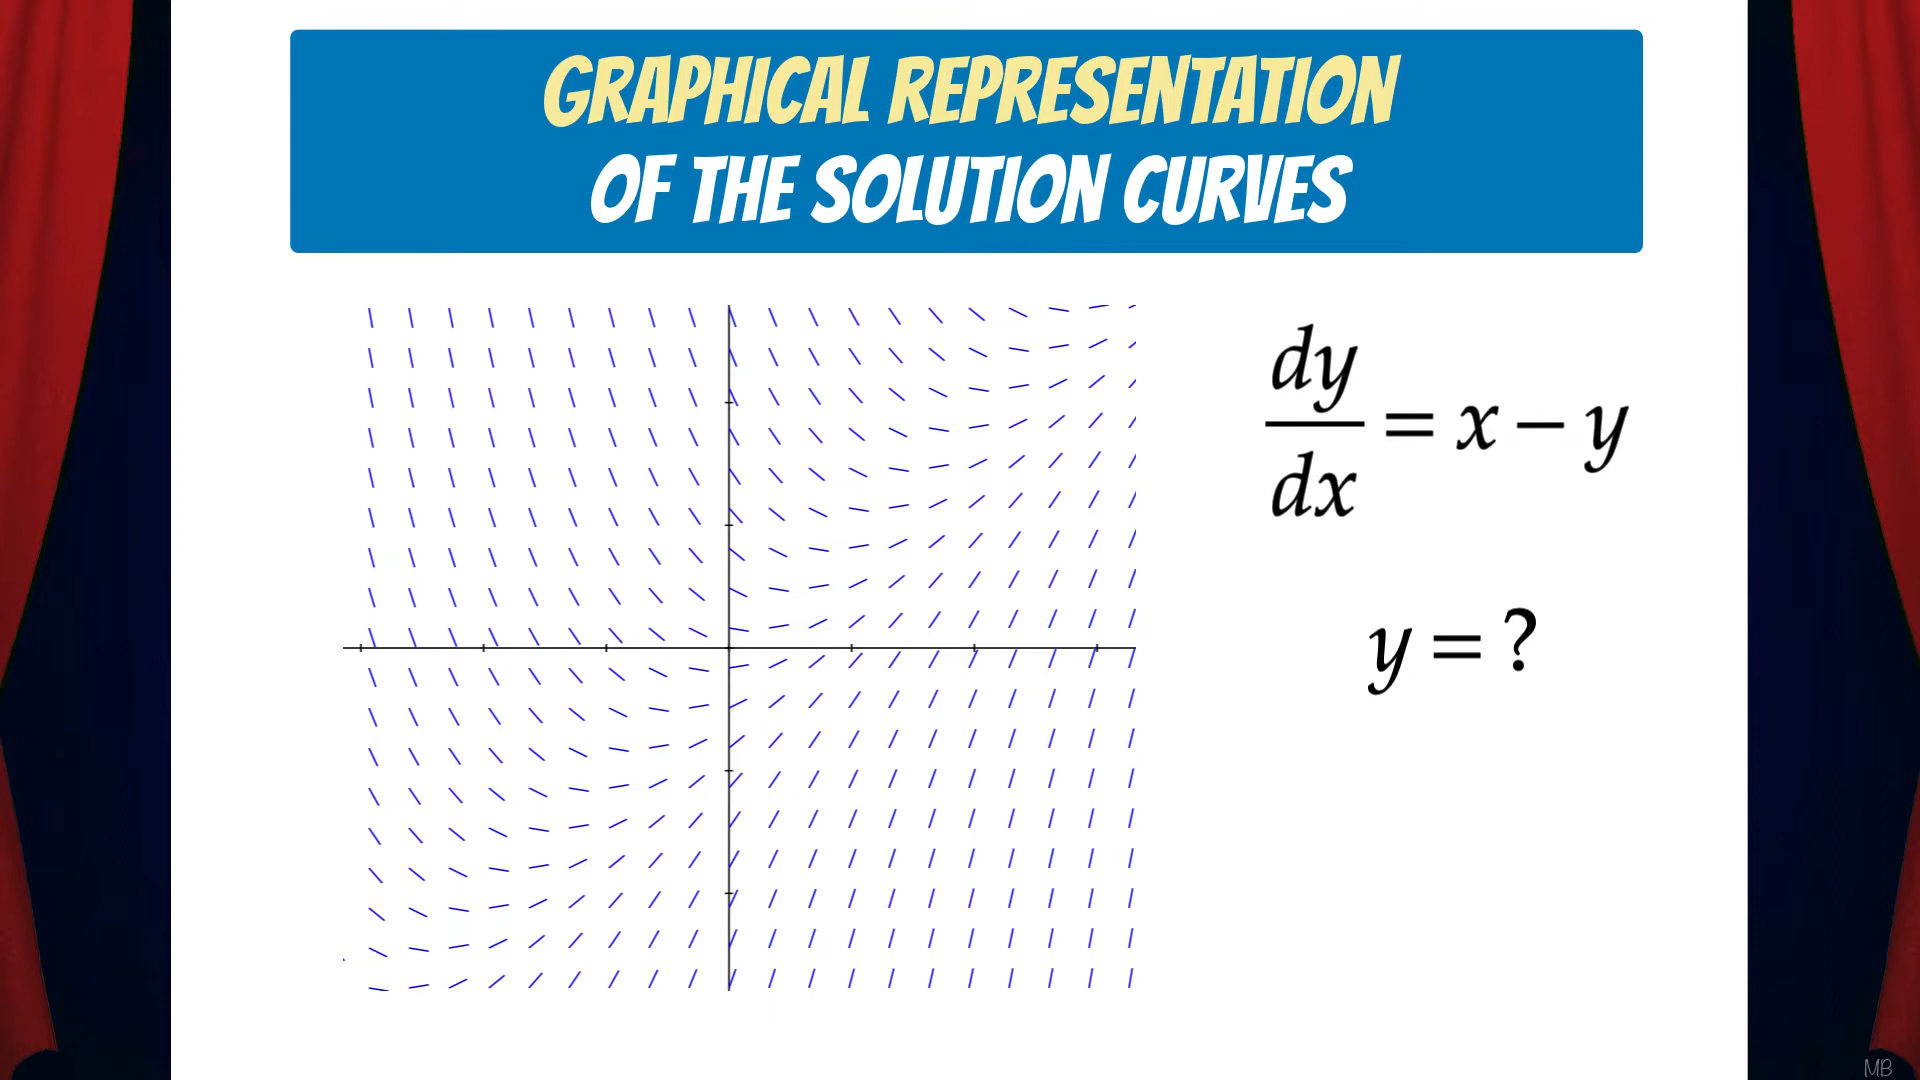 GRAPHICAL REPRESENTATION
OF THE SOLUTION CURVES
dy/dx = x − y
y = ?
MB